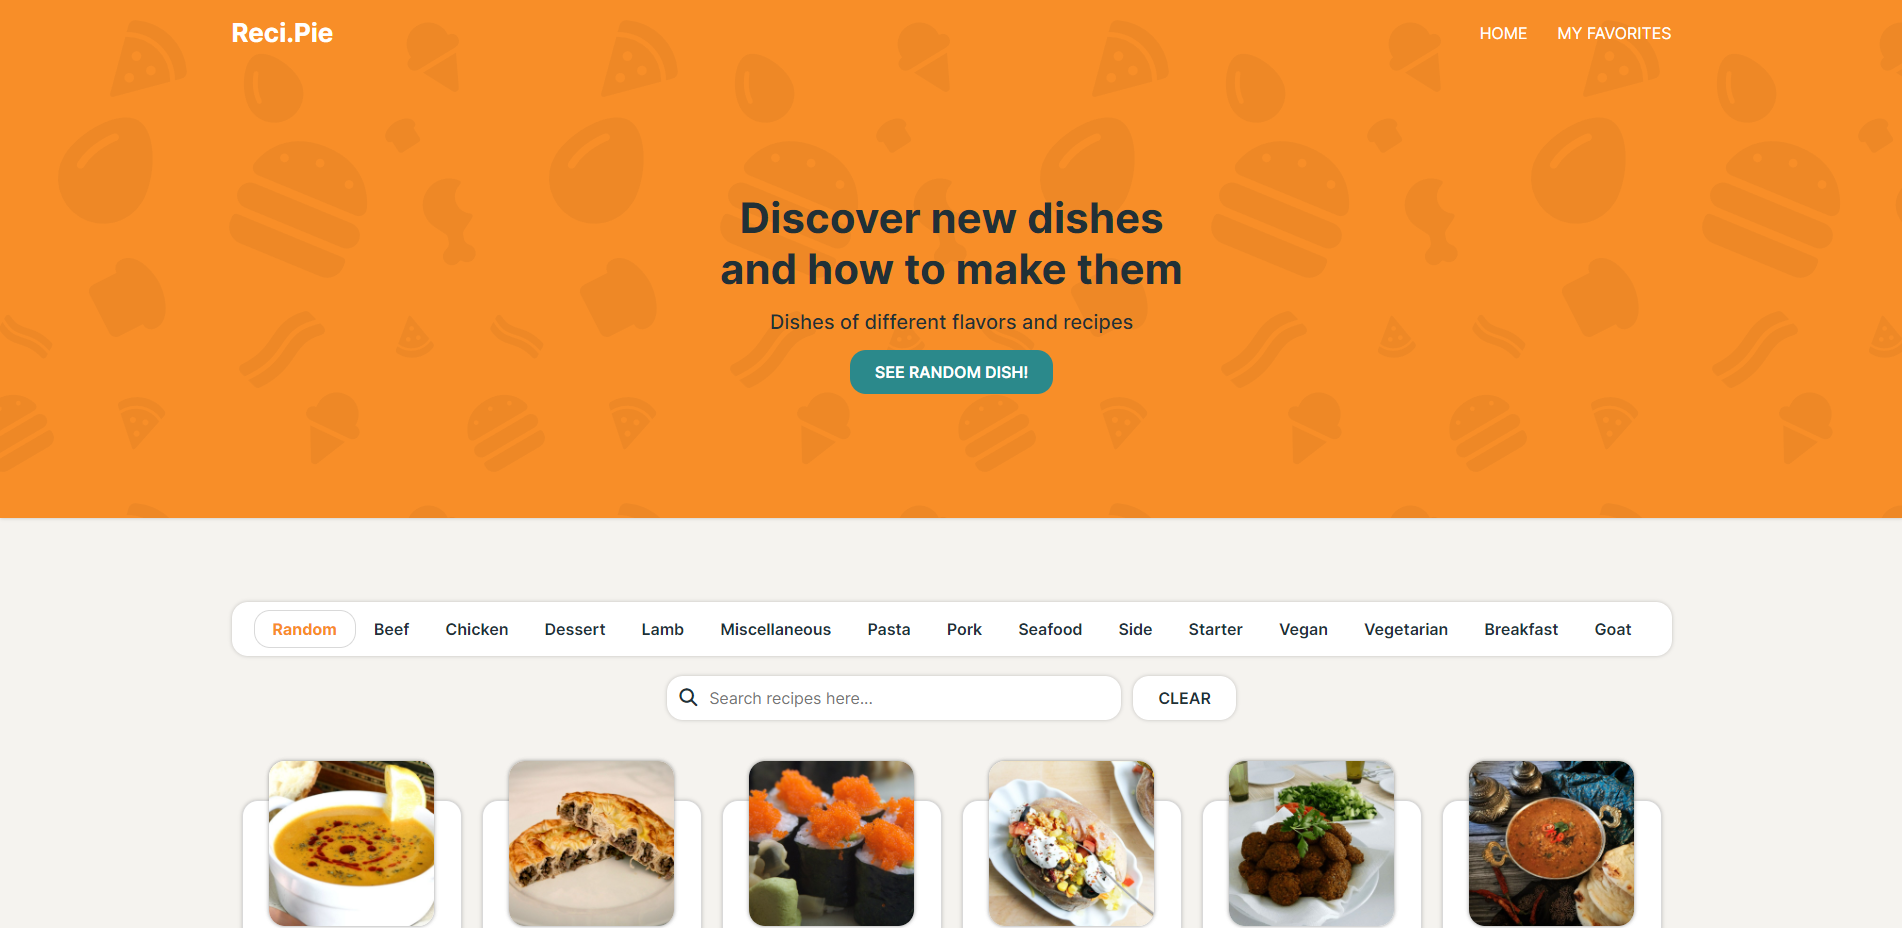 Reci.Pie
HOME MY FAVORITES
Discover new dishes
and how to make them
Dishes of different flavors and recipes
SEE RANDOM DISH!
Random Beef Chicken Dessert Lamb Miscellaneous Pasta Pork Seafood Side Starter Vegan Vegetarian Breakfast Goat
Search recipes here...
CLEAR